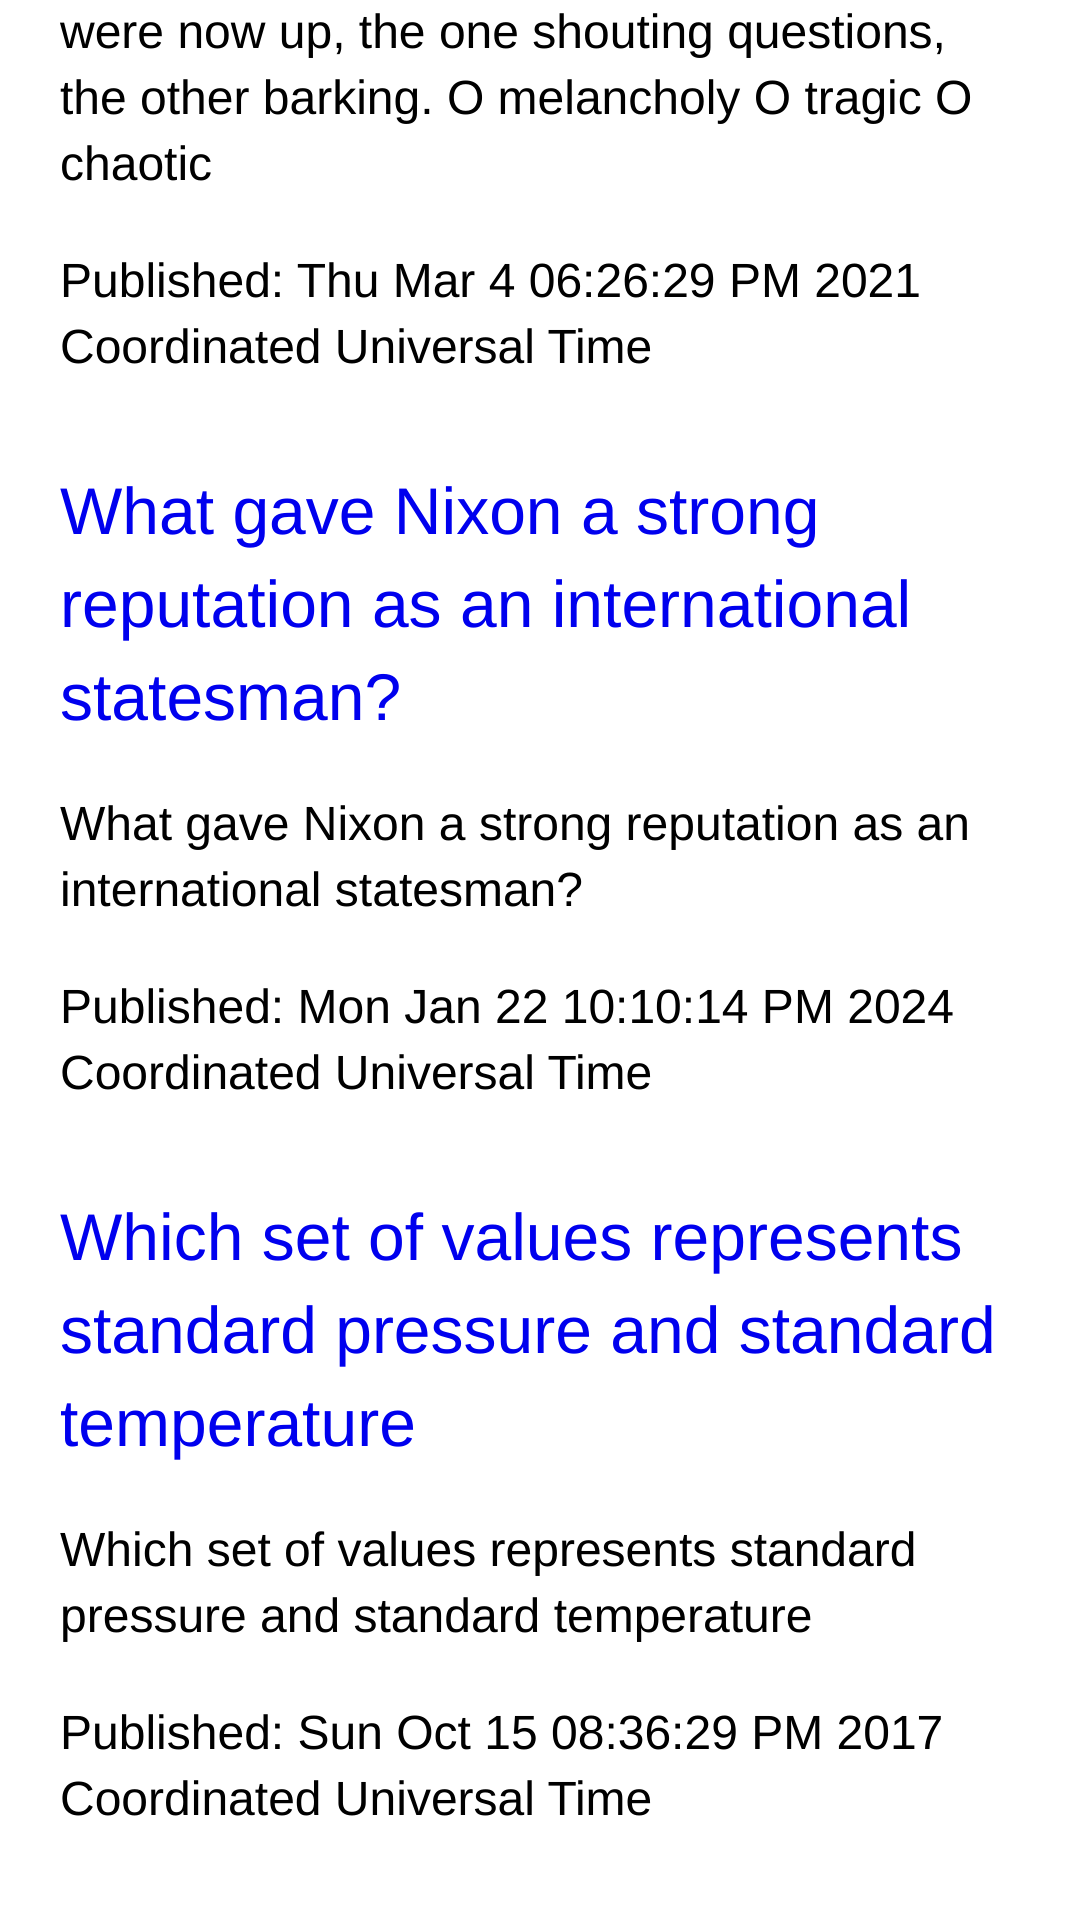 were now up, the one shouting questions,
the other barking. O melancholy O tragic O
chaotic
Published: Thu Mar 4 06:26:29 PM 2021
Coordinated Universal Time
What gave Nixon a strong
reputation as an international
statesman?
What gave Nixon a strong reputation as an
international statesman?
Published: Mon Jan 22 10:10:14 PM 2024
Coordinated Universal Time
Which set of values represents
standard pressure and standard
temperature
Which set of values represents standard
pressure and standard temperature
Published: Sun Oct 15 08:36:29 PM 2017
Coordinated Universal Time